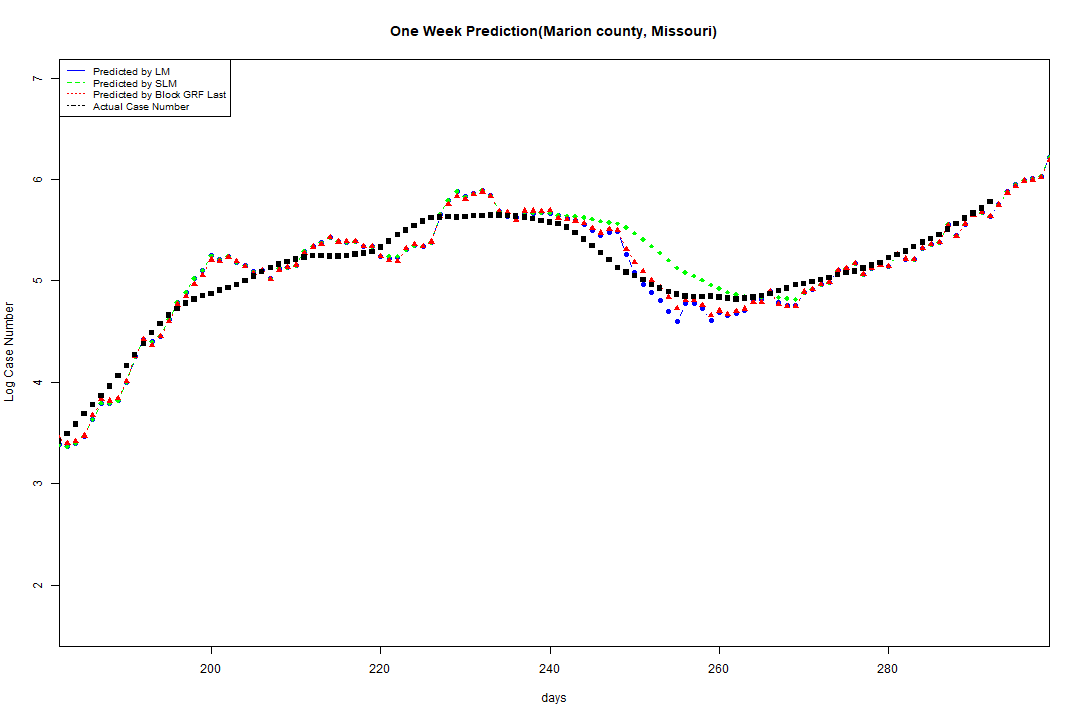 One Week Prediction(Marion county, Missouri)
Predicted by LM
Predicted by SLM
Predicted by Block GRF Last
Actual Case Number
7
6
5
4
3
2
Log Case Number
200 220 240 260 280
days